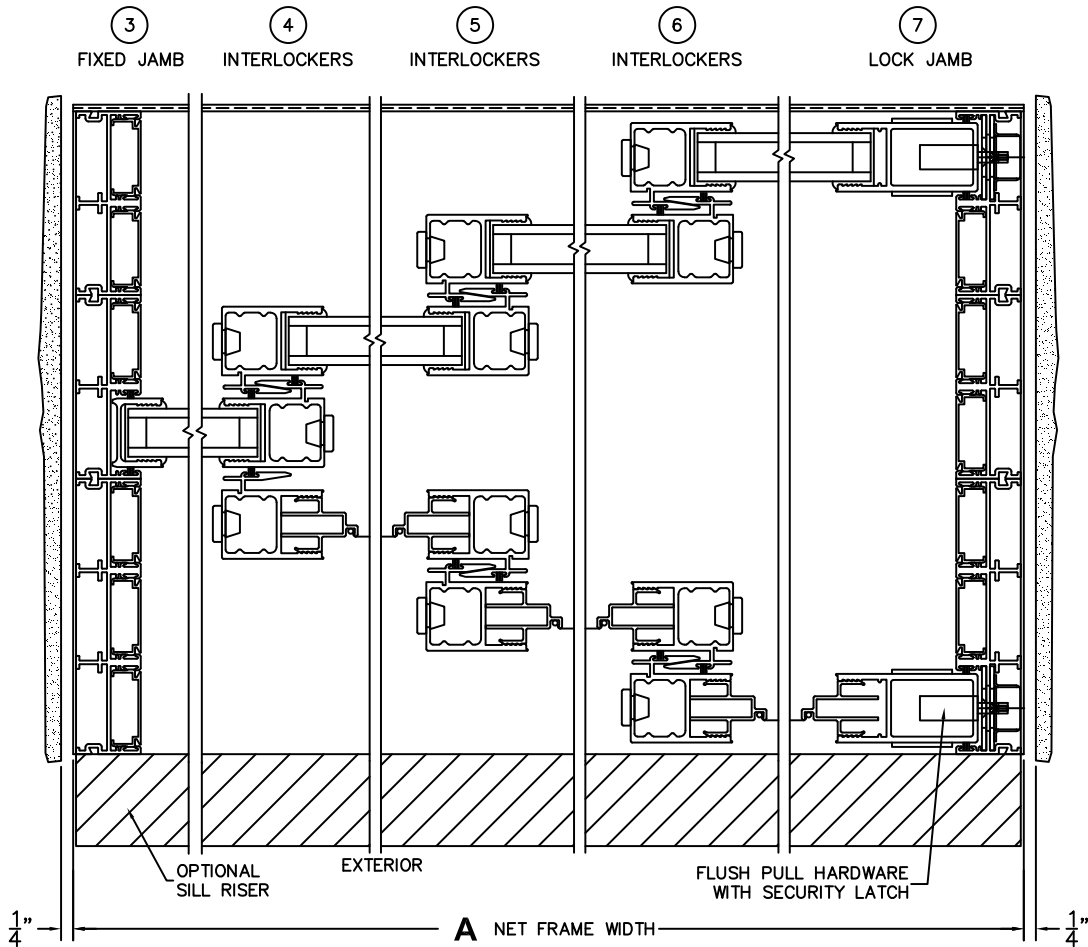 3 4 5 6 7
FIXED JAMB INTERLOCKERS INTERLOCKERS INTERLOCKERS LOCK JAMB
OPTIONAL
SILL RISER
EXTERIOR
FLUSH PULL HARDWARE
WITH SECURITY LATCH
1/4" A NET FRAME WIDTH 1/4"